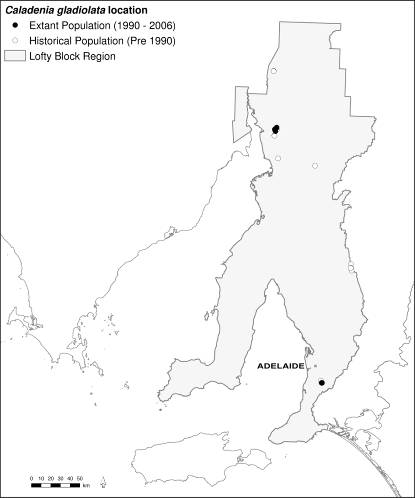 Caladenia gladiolata location
Extant Population (1990 - 2006)
Historical Population (Pre 1990)
Lofty Block Region
ADELAIDE
0 10 20 30 40 50
km